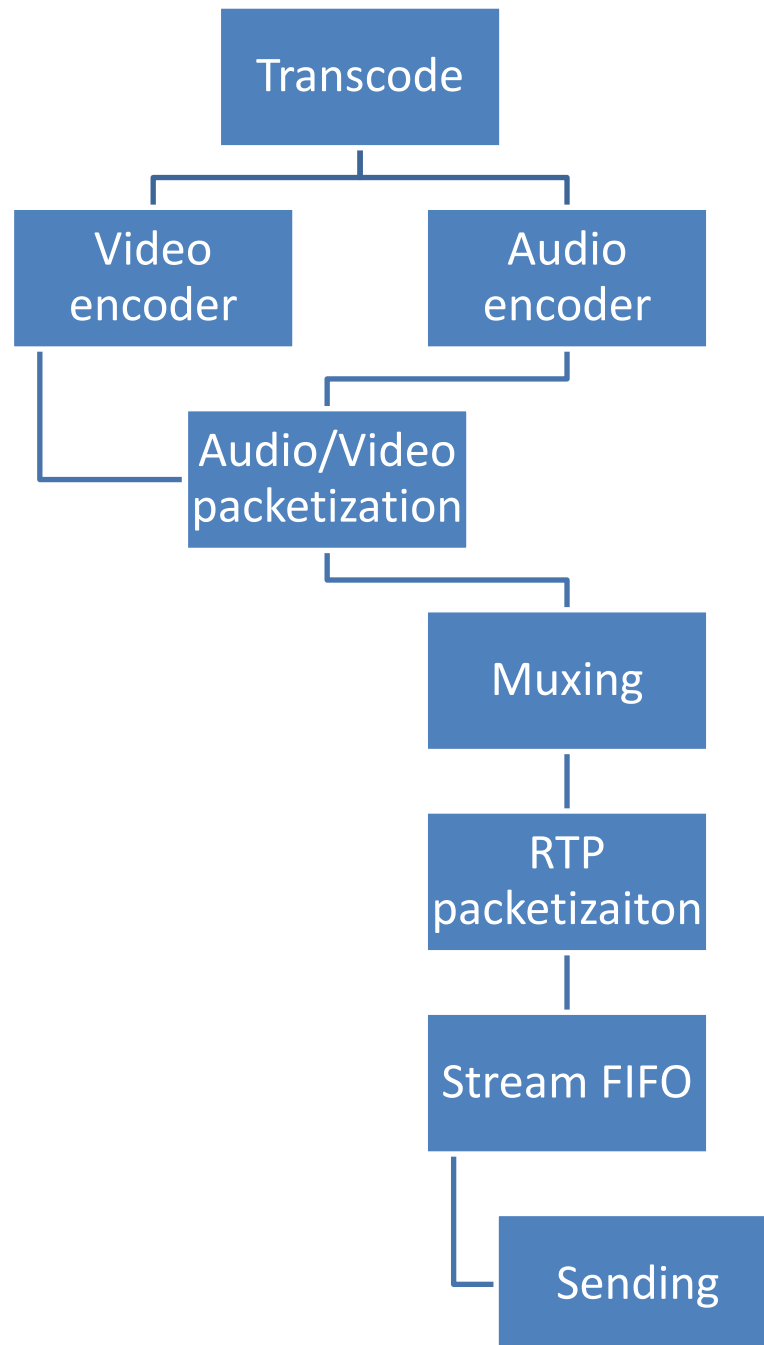 Transcode
Video
encoder
Audio
encoder
Audio/Video
packetization
Muxing
RTP
packetizaiton
Stream FIFO
Sending